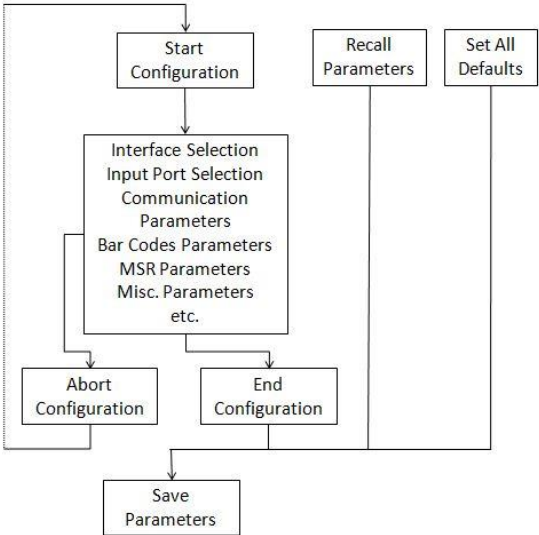 Start
Configuration
Recall
Parameters
Set All
Defaults
Interface Selection
Input Port Selection
Communication
Parameters
Bar Codes Parameters
MSR Parameters
Misc. Parameters
etc.
Abort
Configuration
End
Configuration
Save
Parameters